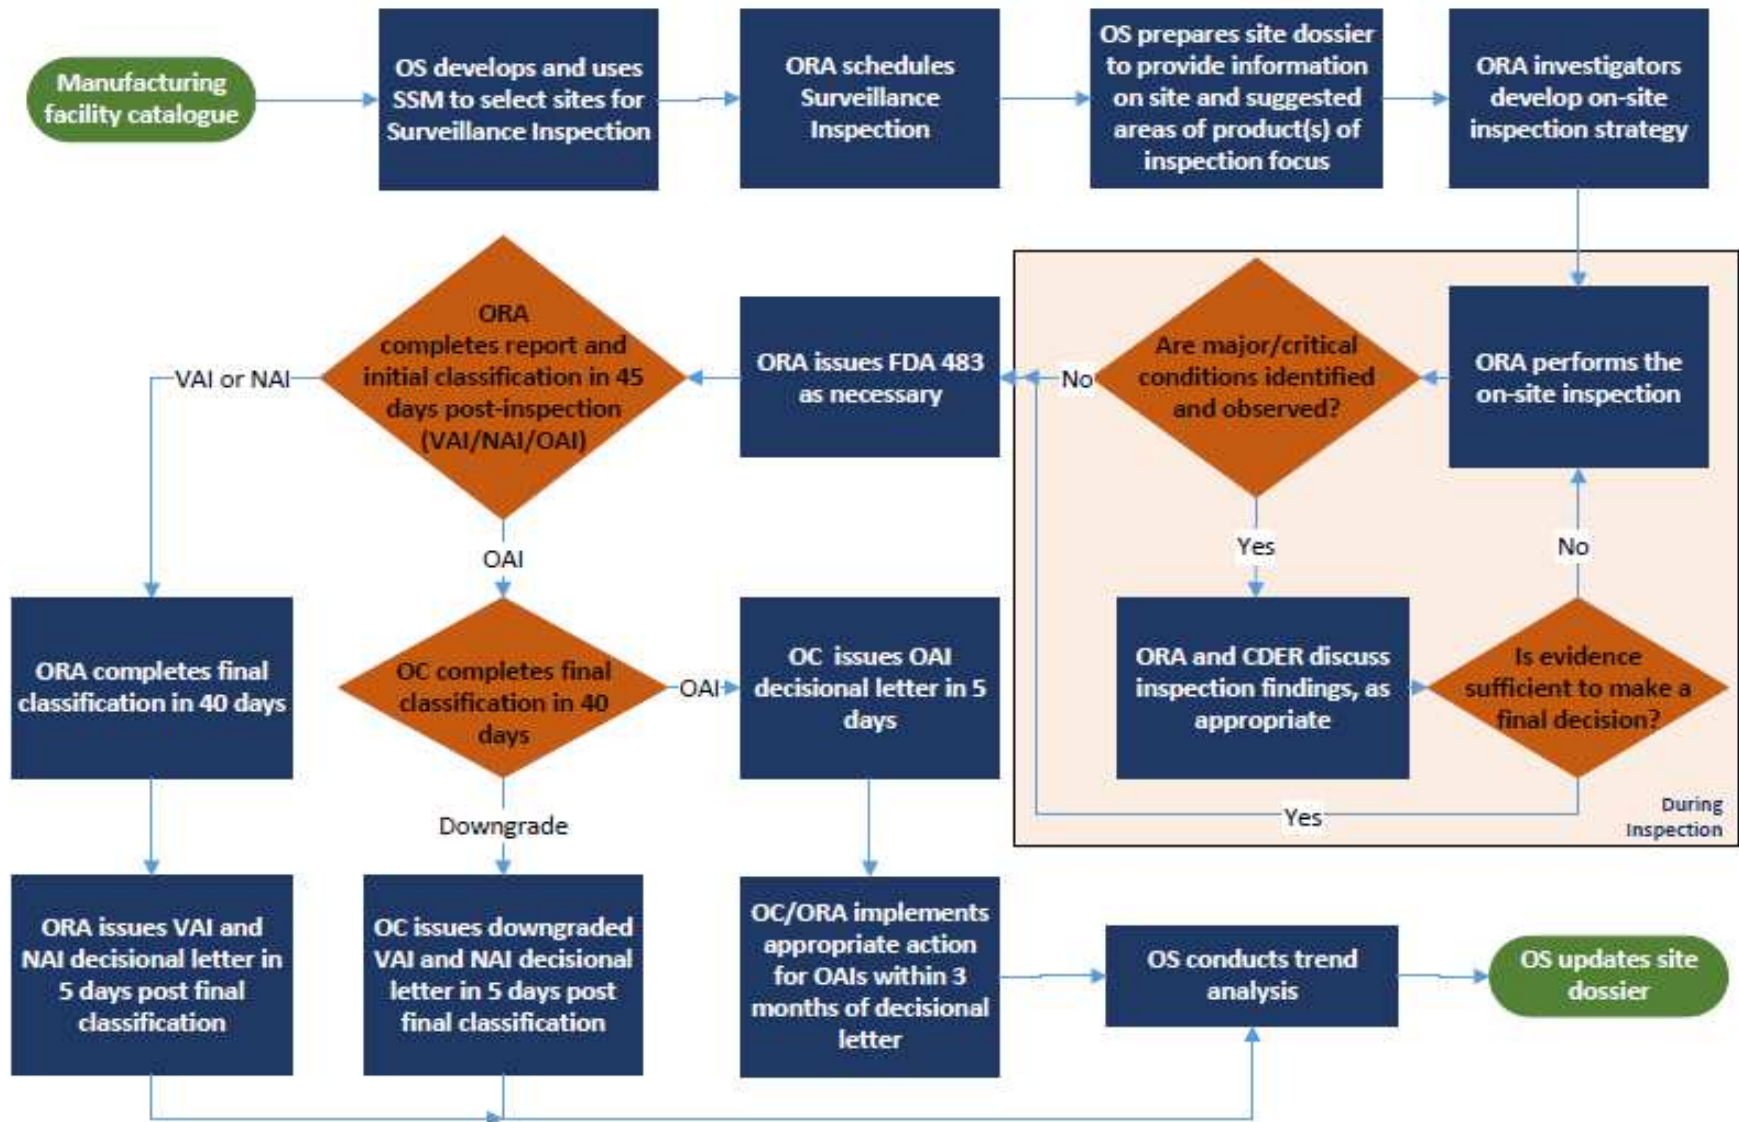 Manufacturing
facility catalogue
OS develops and uses
SSM to select sites for
Surveillance Inspection
ORA schedules
Surveillance
Inspection
OS prepares site dossier
to provide information
on site and suggested
areas of product(s) of
inspection focus
ORA investigators
develop on-site
inspection strategy
ORA performs the
on-site inspection
Are major/critical
conditions identified
and observed?
No
Yes
ORA and CDER discuss
inspection findings, as
appropriate
Is evidence
sufficient to make a
final decision?
No
Yes
During
Inspection
ORA issues FDA 483
as necessary
ORA
completes report and
initial classification in 45
days post-inspection
(VAI/NAI/OAI)
VAI or NAI
OAI
ORA completes final
classification in 40 days
OC completes final
classification in 40
days
OAI
OC issues OAI
decisional letter in 5
days
Downgrade
ORA issues VAI and
NAI decisional letter in
5 days post final
classification
OC issues downgraded
VAI and NAI decisional
letter in 5 days post
final classification
OC/ORA implements
appropriate action
for OAIs within 3
months of decisional
letter
OS conducts trend
analysis
OS updates site
dossier